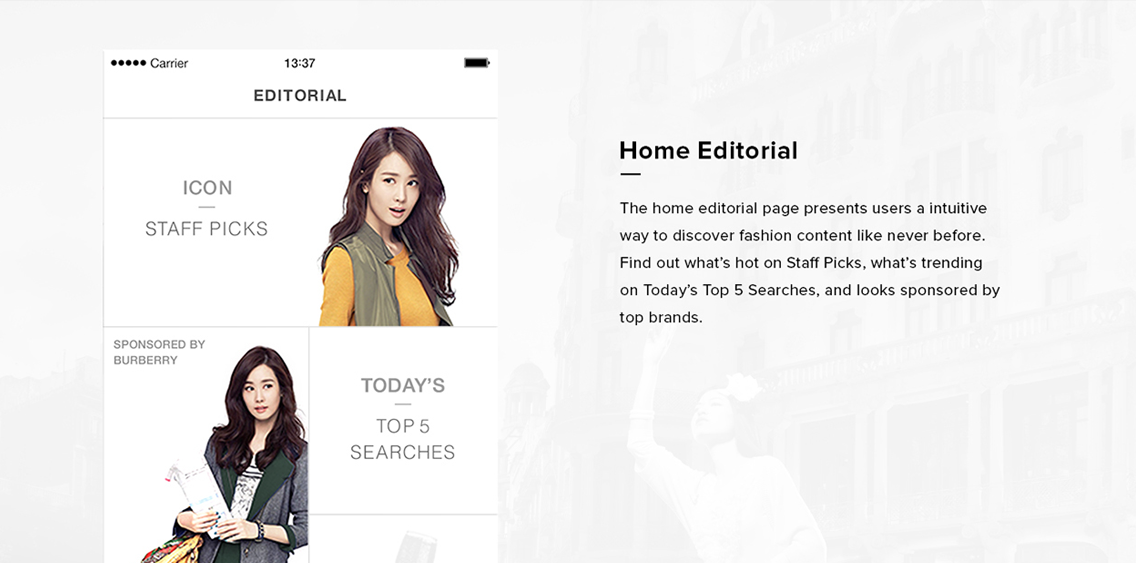 Carrier
13:37
EDITORIAL
ICON
STAFF PICKS
SPONSORED BY
BURBERRY
TODAY’S
TOP 5
SEARCHES
Home Editorial
The home editorial page presents users a intuitive
way to discover fashion content like never before.
Find out what’s hot on Staff Picks, what’s trending
on Today’s Top 5 Searches, and looks sponsored by
top brands.